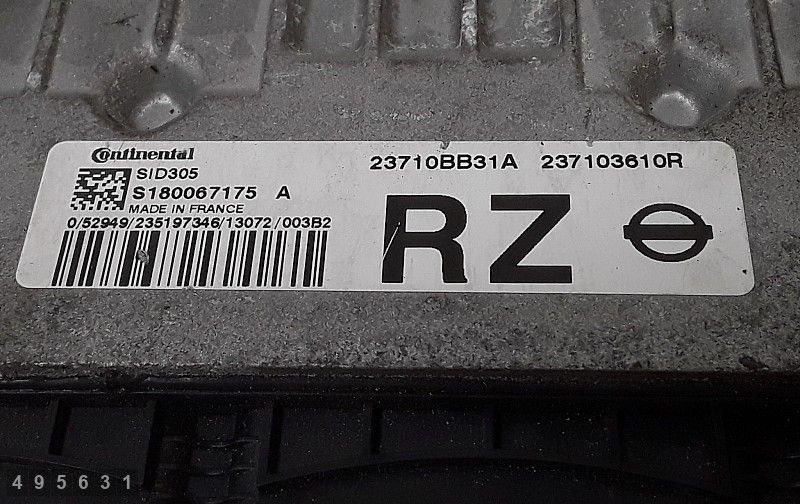 Continental
SID305
S180067175 A
MADE IN FRANCE
0/52949/235197346/13072/003B2
23710BB31A 237103610R
RZ
495631